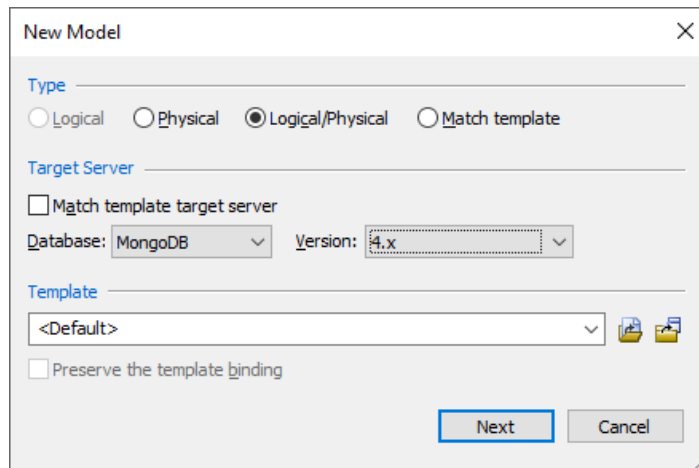 New Model
Type
Logical Physical Logical/Physical Match template
Target Server
Match template target server
Database: MongoDB Version: 4.x
Template
<Default>
Preserve the template binding
Next Cancel